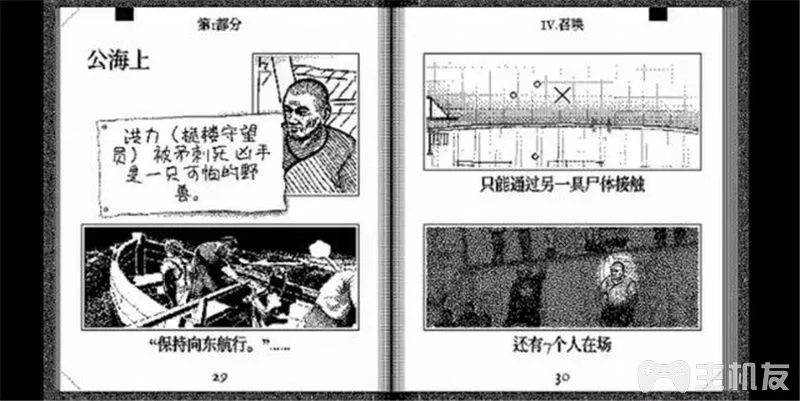 第1部分
公海上
洪力（桅楼守望
员）被矛刺死 凶手
是一只可怕的野
兽。
“保持向东航行。”……
29
IV.召唤
只能通过另一具尸体接触
还有7个人在场
30
主机友